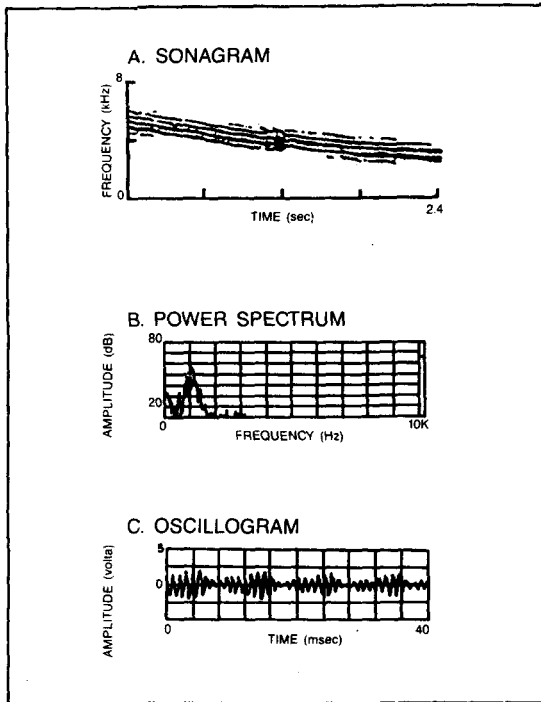 A. SONAGRAM
8
FREQUENCY (kHz)
0
2.4
TIME (sec)
B. POWER SPECTRUM
80
AMPLITUDE (dB)
20
0
10K
FREQUENCY (Hz)
C. OSCILLOGRAM
5
AMPLITUDE (volta)
0
0
40
TIME (msec)